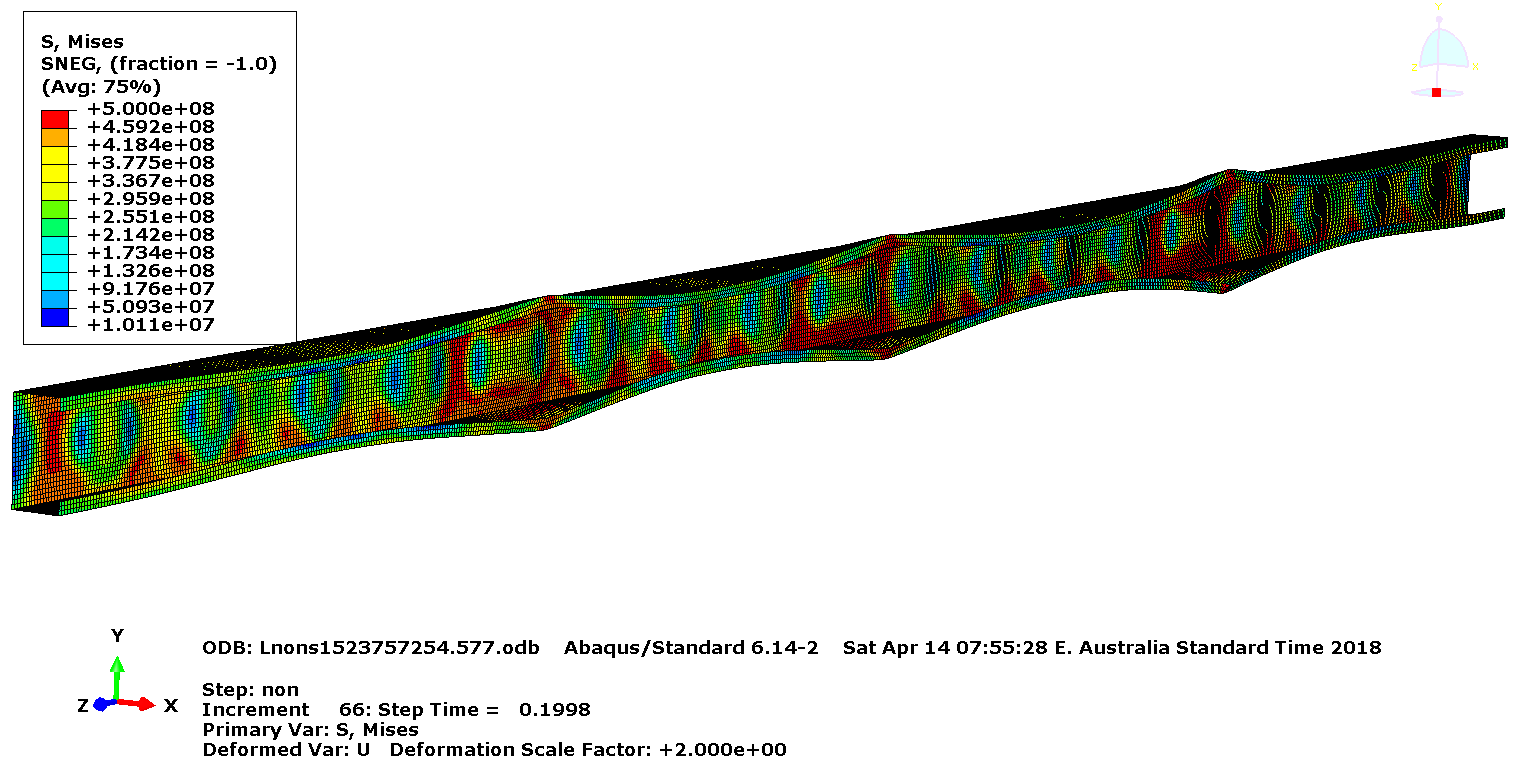 S, Mises
SNEG, (fraction = -1.0)
(Avg: 75%)
+5.000e+08
+4.592e+08
+4.184e+08
+3.775e+08
+3.367e+08
+2.959e+08
+2.551e+08
+2.142e+08
+1.734e+08
+1.326e+08
+9.176e+07
+5.093e+07
+1.011e+07
Y
Z X
Y
Z X
ODB: Lnons1523757254.577.odb Abaqus/Standard 6.14-2 Sat Apr 14 07:55:28 E. Australia Standard Time 2018
Step: non
Increment 66: Step Time = 0.1998
Primary Var: S, Mises
Deformed Var: U Deformation Scale Factor: +2.000e+00